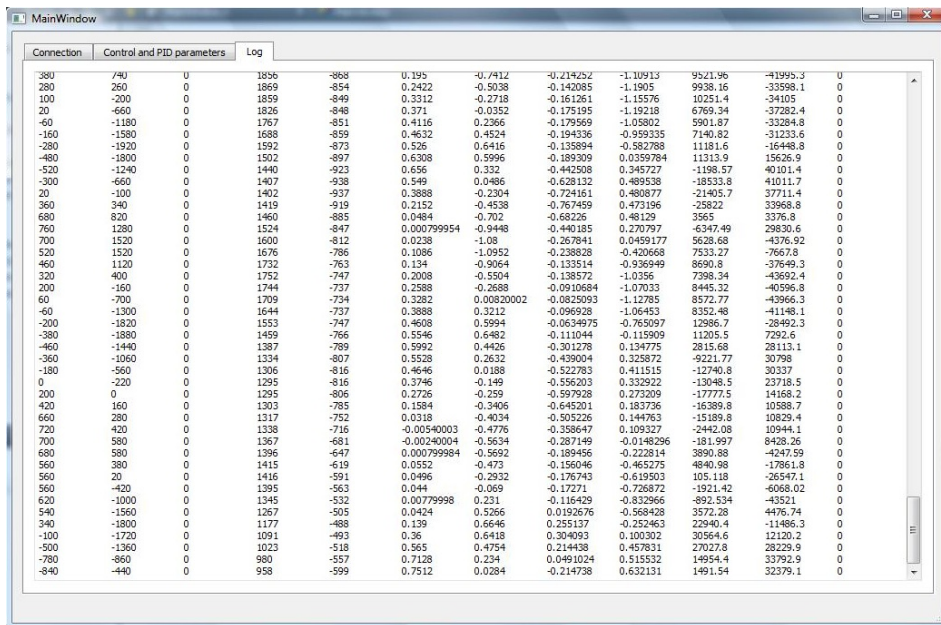 MainWindow
Connection Control and PID parameters Log
380 740 0 1856 -868 0.195 -0.7412 -0.214252 -1.10913 9521.96 -41995.3 0
280 260 0 1869 -854 0.2422 -0.5038 -0.142085 -1.1905 9938.16 -33598.1 0
100 -200 0 1859 -849 0.3312 -0.2718 -0.161261 -1.15576 10251.4 -34105 0
20 -660 0 1826 -848 0.371 -0.0352 -0.175195 -1.19218 6769.34 -37282.4 0
-60 -1180 0 1767 -851 0.4116 0.2366 -0.179569 -1.05802 5901.87 -33284.8 0
-160 -1580 0 1688 -859 0.4632 0.4524 -0.194336 -0.959335 7140.82 -31233.6 0
-280 -1920 0 1592 -873 0.526 0.6416 -0.135894 -0.582788 11181.6 -16448.8 0
-480 -1800 0 1502 -897 0.6308 0.5996 -0.189309 0.0359784 11313.9 15626.9 0
-520 -1240 0 1440 -923 0.656 0.332 -0.442508 0.345727 -1198.57 40101.4 0
-300 -660 0 1407 -938 0.549 0.0486 -0.628132 0.489538 -18533.8 41011.7 0
20 -100 0 1402 -937 0.3888 -0.2304 -0.724161 0.480877 -21405.7 37711.4 0
360 340 0 1419 -919 0.2152 -0.4538 -0.767459 0.473196 -25822 33968.8 0
680 820 0 1460 -885 0.0484 -0.702 -0.68226 0.48129 3565 3376.8 0
760 1280 0 1524 -847 0.000799954 -0.9448 -0.440185 0.270797 -6347.49 29830.6 0
700 1520 0 1600 -812 0.0238 -1.08 -0.267841 0.0459177 5628.68 -4376.92 0
520 1520 0 1676 -786 0.1086 -1.0952 -0.238828 -0.420668 7533.27 -7667.8 0
460 1120 0 1732 -763 0.134 -0.9064 -0.133514 -0.936949 8690.8 -37649.3 0
320 400 0 1752 -747 0.2008 -0.5504 -0.138572 -1.0356 7398.34 -43692.4 0
200 -160 0 1744 -737 0.2588 -0.2688 -0.0910684 -1.07033 8445.32 -40596.8 0
60 -700 0 1709 -734 0.3282 0.00820002 -0.0825093 -1.12785 8572.77 -43966.3 0
-60 -1300 0 1644 -737 0.3888 0.3212 -0.096928 -1.06453 8352.48 -41148.1 0
-200 -1820 0 1553 -747 0.4608 0.5994 -0.0634975 -0.765097 12986.7 -28492.3 0
-380 -1880 0 1459 -766 0.5546 0.6482 -0.111044 -0.115909 11205.5 7292.6 0
-460 -1440 0 1387 -789 0.5992 0.4426 -0.301278 0.134775 2815.68 28113.1 0
-360 -1060 0 1334 -807 0.5528 0.2632 -0.439004 0.325872 -9221.77 30798 0
-180 -560 0 1306 -816 0.4646 0.0188 -0.522783 0.411515 -12740.8 30337 0
0 -220 0 1295 -816 0.3746 -0.149 -0.556203 0.332922 -13048.5 23718.5 0
200 0 0 1295 -806 0.2726 -0.259 -0.597928 0.273209 -17777.5 14168.2 0
420 160 0 1303 -785 0.1584 -0.3406 -0.645201 0.183736 -16389.8 10588.7 0
660 280 0 1317 -752 0.0318 -0.4034 -0.505226 0.144763 -15189.8 10829.4 0
720 420 0 1338 -716 -0.00540003 -0.4776 -0.358647 0.109327 -2442.08 10944.1 0
700 580 0 1367 -681 -0.00240004 -0.5634 -0.287149 -0.0148296 -181.997 8428.26 0
680 580 0 1396 -647 0.000799984 -0.5692 -0.189456 -0.222814 3890.88 -4247.59 0
560 380 0 1415 -619 0.0552 -0.473 -0.156046 -0.465275 4840.98 -17861.8 0
560 20 0 1416 -591 0.0496 -0.2932 -0.176743 -0.619503 105.118 -26547.1 0
560 -420 0 1395 -563 0.044 -0.069 -0.17271 -0.726872 -1921.42 -6068.02 0
620 -1000 0 1345 -532 0.00779998 0.231 -0.116429 -0.832966 -892.534 -43521 0
540 -1560 0 1267 -505 0.0424 0.5266 0.0192676 -0.568428 3572.28 4476.74 0
340 -1800 0 1177 -488 0.139 0.6646 0.255137 -0.252463 22940.4 -11486.3 0
-100 -1720 0 1091 -493 0.36 0.6418 0.304093 0.100302 30564.6 12120.2 0
-500 -1360 0 1023 -518 0.565 0.4754 0.214438 0.457831 27027.8 28229.9 0
-780 -860 0 980 -557 0.7128 0.234 0.0491024 0.515532 14954.4 33792.9 0
-840 -440 0 958 -599 0.7512 0.0284 -0.214738 0.632131 1491.54 32379.1 0